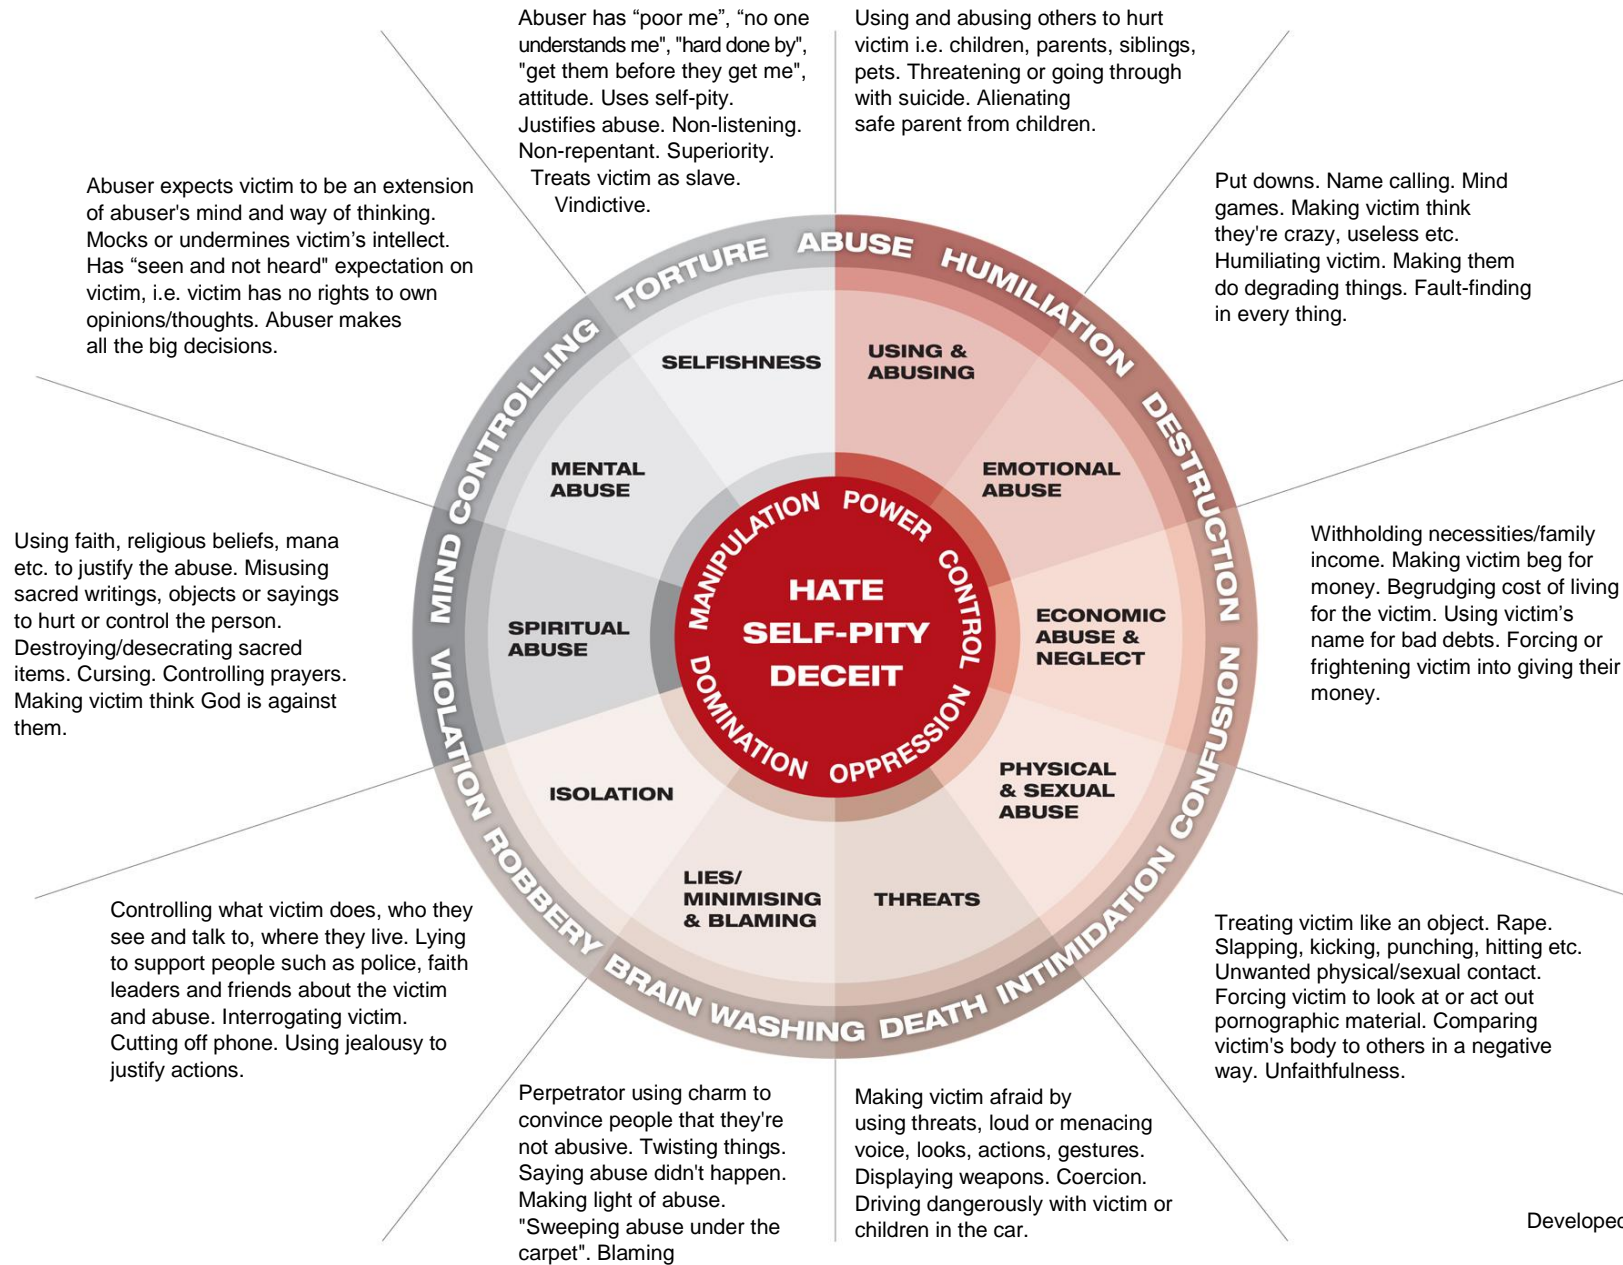 Abuser has “poor me”, “no one
understands me", "hard done by",
"get them before they get me",
attitude. Uses self-pity.
Justifies abuse. Non-listening.
Non-repentant. Superiority.
Treats victim as slave.
Vindictive.
Using and abusing others to hurt
victim i.e. children, parents, siblings,
pets. Threatening or going through
with suicide. Alienating
safe parent from children.
Put downs. Name calling. Mind
games. Making victim think
they're crazy, useless etc.
Humiliating victim. Making them
do degrading things. Fault-finding
in every thing.
Withholding necessities/family
income. Making victim beg for
money. Begrudging cost of living
for the victim. Using victim’s
name for bad debts. Forcing or
frightening victim into giving their
money.
Treating victim like an object. Rape.
Slapping, kicking, punching, hitting etc.
Unwanted physical/sexual contact.
Forcing victim to look at or act out
pornographic material. Comparing
victim's body to others in a negative
way. Unfaithfulness.
Making victim afraid by
using threats, loud or menacing
voice, looks, actions, gestures.
Displaying weapons. Coercion.
Driving dangerously with victim or
children in the car.
Perpetrator using charm to
convince people that they're
not abusive. Twisting things.
Saying abuse didn't happen.
Making light of abuse.
"Sweeping abuse under the
carpet". Blaming
Controlling what victim does, who they
see and talk to, where they live. Lying
to support people such as police, faith
leaders and friends about the victim
and abuse. Interrogating victim.
Cutting off phone. Using jealousy to
justify actions.
Using faith, religious beliefs, mana
etc. to justify the abuse. Misusing
sacred writings, objects or sayings
to hurt or control the person.
Destroying/desecrating sacred
items. Cursing. Controlling prayers.
Making victim think God is against
them.
Abuser expects victim to be an extension
of abuser's mind and way of thinking.
Mocks or undermines victim’s intellect.
Has “seen and not heard" expectation on
victim, i.e. victim has no rights to own
opinions/thoughts. Abuser makes
all the big decisions.
ABUSE HUMILIATION DESTRUCTION CONFUSION INTIMIDATION DEATH BRAIN WASHING ROBBERY VIOLATION MIND CONTROLLING TORTURE
SELFISHNESS
USING &
ABUSING
EMOTIONAL
ABUSE
ECONOMIC
ABUSE &
NEGLECT
PHYSICAL
& SEXUAL
ABUSE
THREATS
LIES/
MINIMISING
& BLAMING
ISOLATION
SPIRITUAL
ABUSE
MENTAL
ABUSE
POWER CONTROL OPPRESSION DOMINATION MANIPULATION
HATE
SELF-PITY
DECEIT
Developed